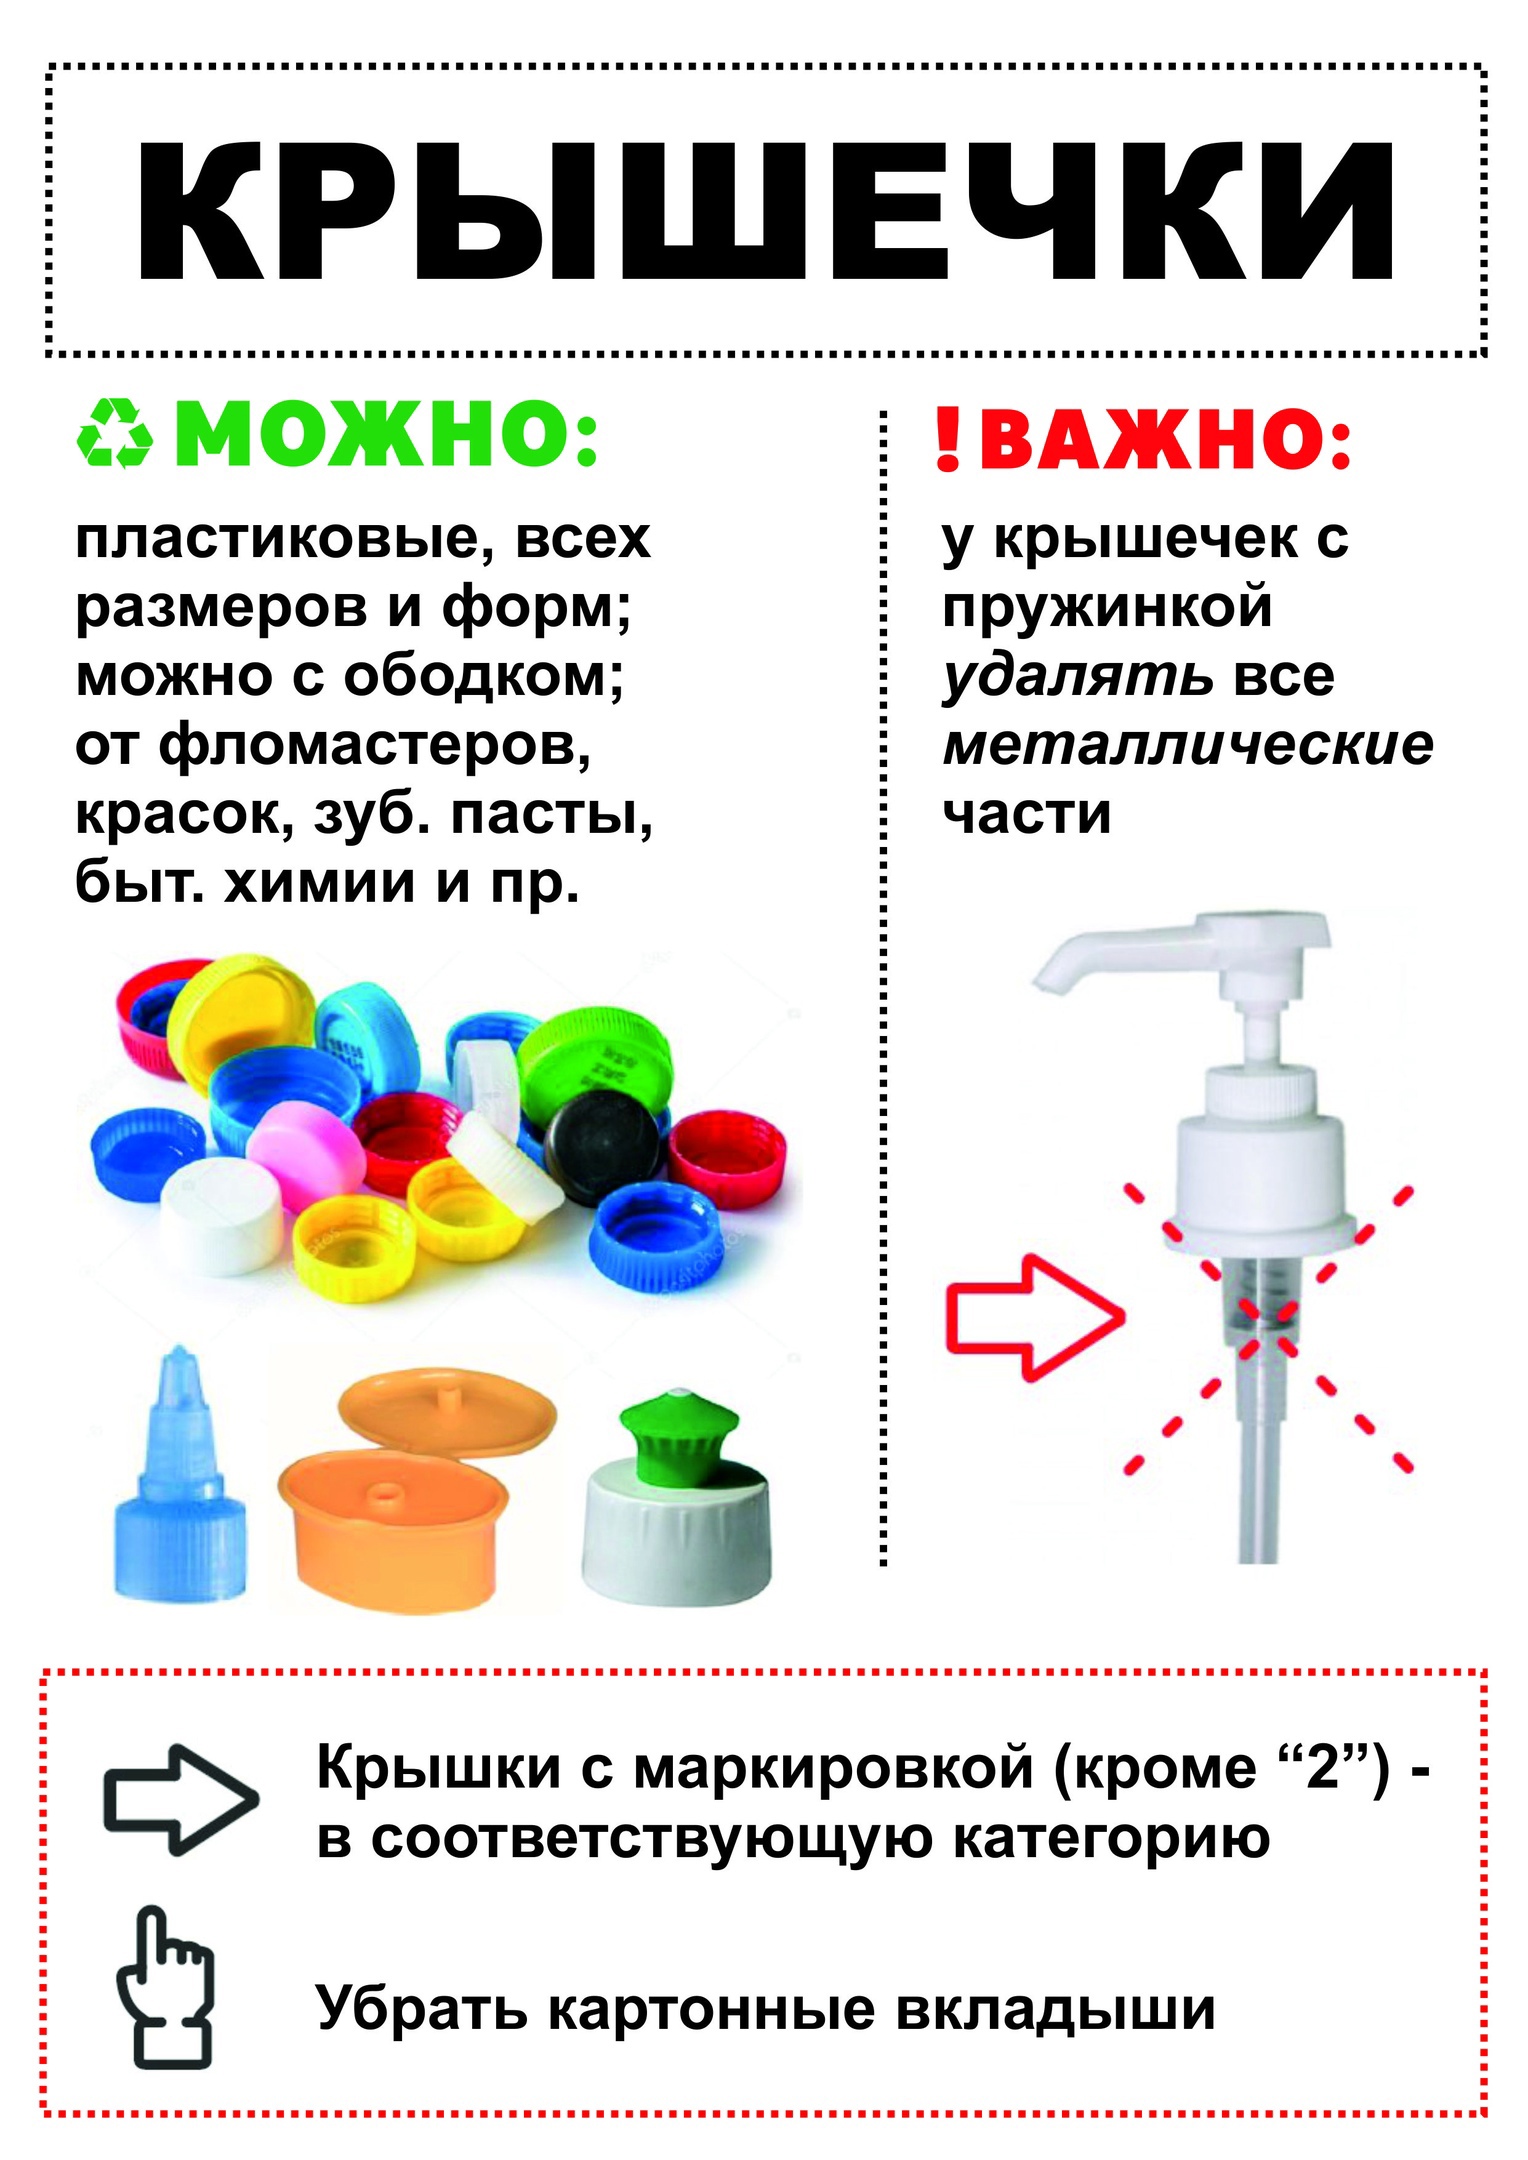 КРЫШЕЧКИ
МОЖНО:
пластиковые, всех
размеров и форм;
можно с ободком;
от фломастеров,
красок, зуб. пасты,
быт. химии и пр.
!ВАЖНО:
у крышечек с
пружинкой
удалять все
металлические
части
Крышки с маркировкой (кроме “2”) -
в соответствующую категорию
Убрать картонные вкладыши